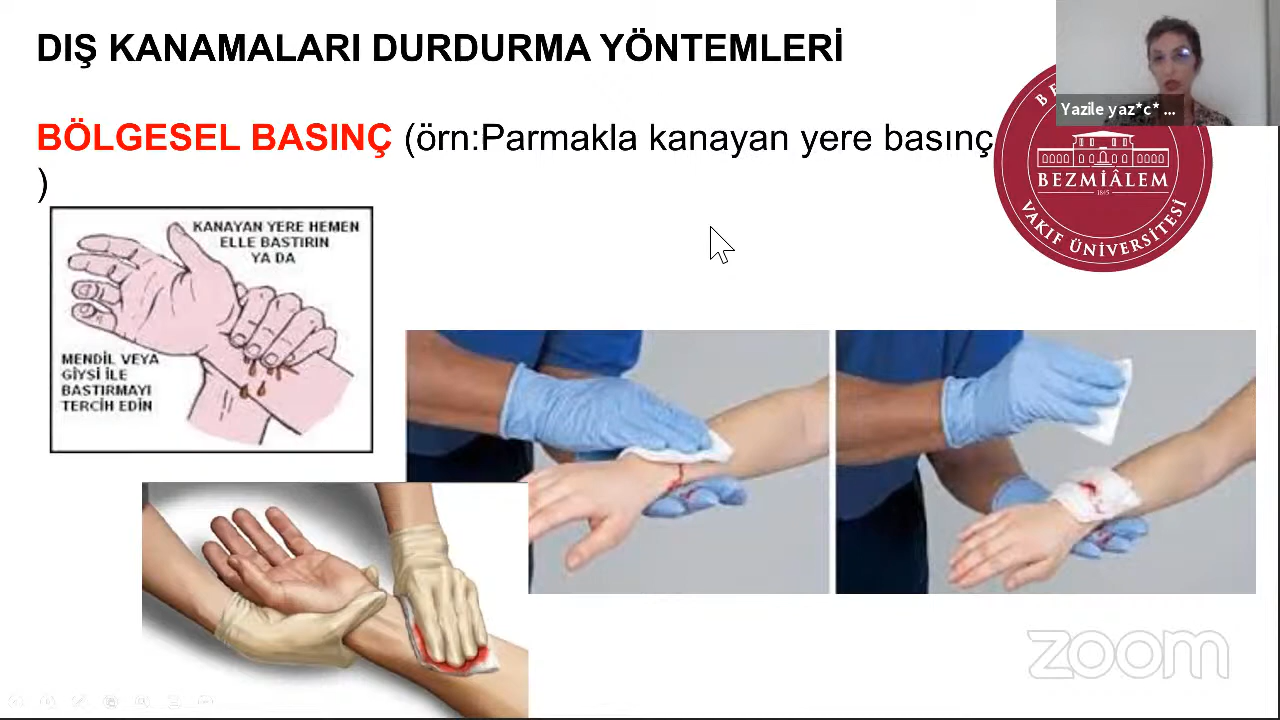 DIŞ KANAMALARI DURDURMA YÖNTEMLERİ
Yazile yaz*c* ...
BÖLGESEL BASINÇ (örn:Parmakla kanayan yere basınç
)
BEZMİÂLEM
1845
VAKIF ÜNİVERSİTESİ
KANAYAN YERE HEMEN
ELLE BASTIRIN
YA DA
MENDİL VEYA
GİYSİ İLE
BASTIRMAYI
TERCİH EDİN
zoom